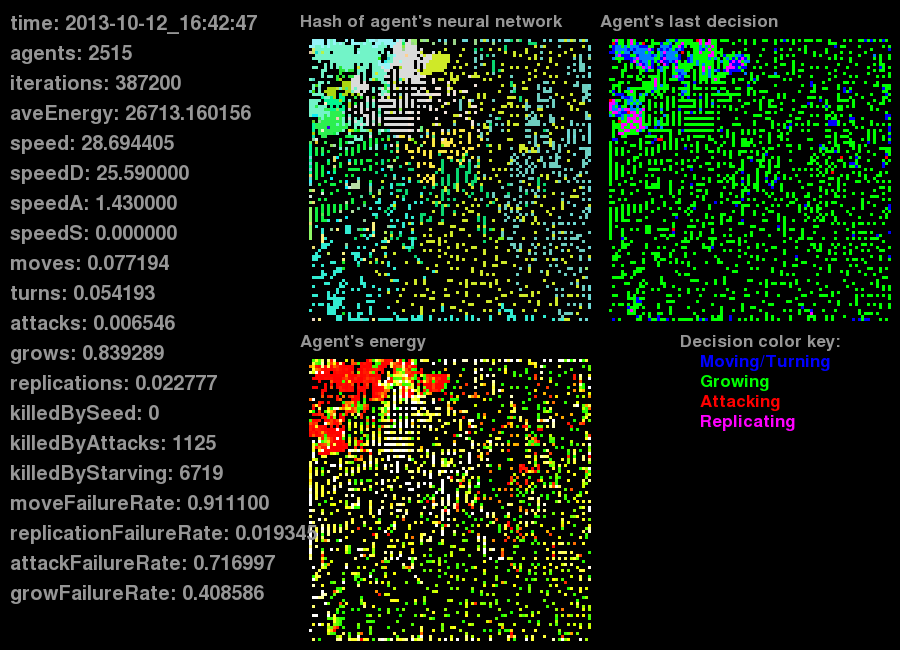 time: 2013-10-12_16:42:47
agents: 2515
iterations: 387200
aveEnergy: 26713.160156
speed: 28.694405
speedD: 25.590000
speedA: 1.430000
speedS: 0.000000
moves: 0.077194
turns: 0.054193
attacks: 0.006546
grows: 0.839289
replications: 0.022777
killedBySeed: 0
killedByAttacks: 1125
killedByStarving: 6719
moveFailureRate: 0.911100
replicationFailureRate: 0.019345
attackFailureRate: 0.716997
growFailureRate: 0.408586
Hash of agent's neural network
Agent's last decision
Agent's energy
Decision color key:
Moving/Turning
Growing
Attacking
Replicating